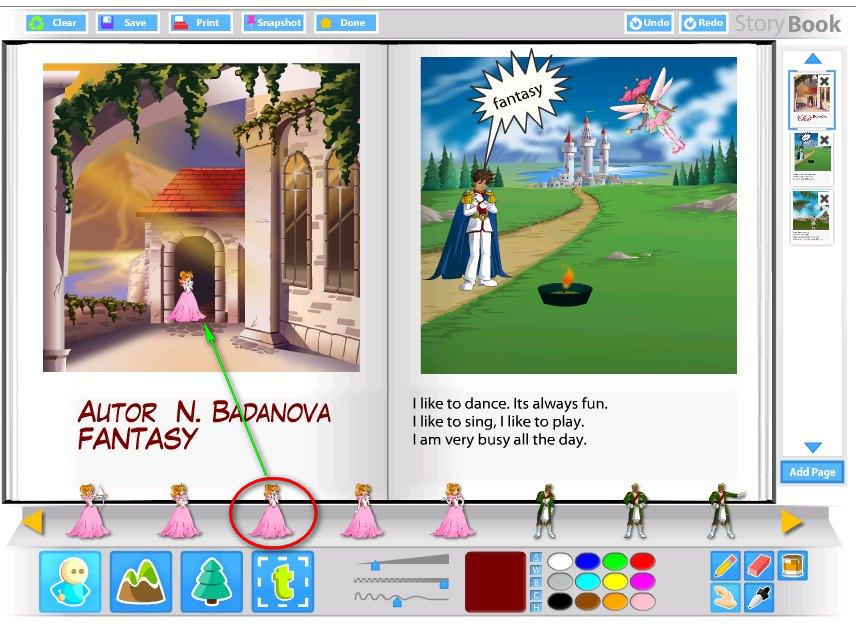 Clear Save Print Snapshot Done Undo Redo StoryBook
fantasy
AUTOR N. BADANOVA
FANTASY
I like to dance. Its always fun.
I like to sing, I like to play.
I am very busy all the day.
Add Page
t
S
W
B
C
H